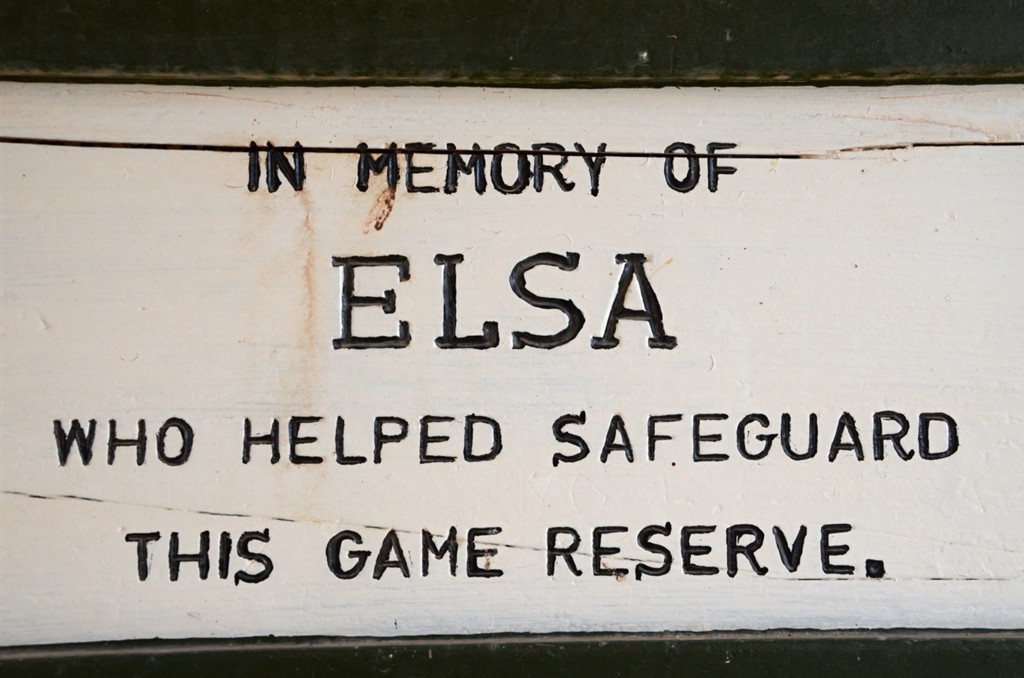 IN MEMORY OF
ELSA
WHO HELPED SAFEGUARD
THIS GAME RESERVE.